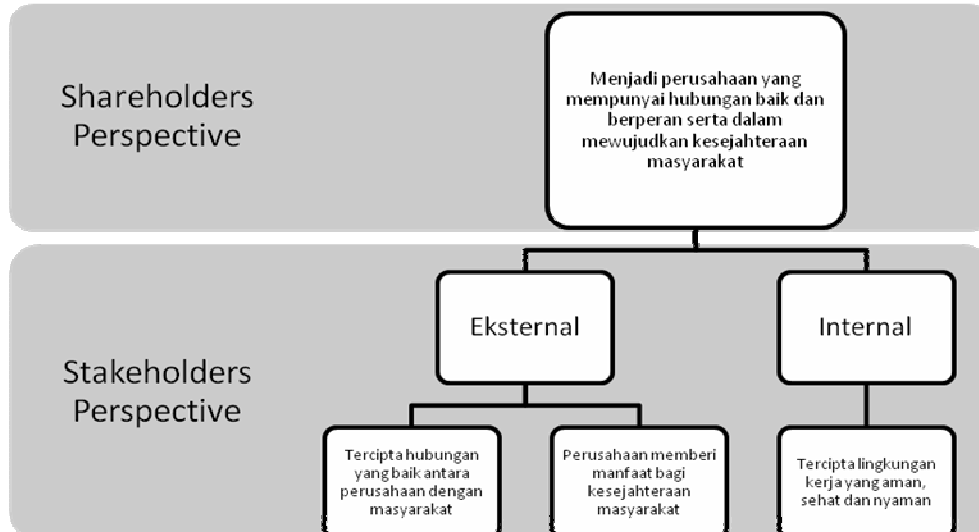 Shareholders
Perspective
Menjadi perusahaan yang
mempunyai hubungan baik dan
berperan serta dalam
mewujudkan kesejahteraan
masyarakat
Stakeholders
Perspective
Eksternal
Internal
Tercipta hubungan
yang baik antara
perusahaan dengan
masyarakat
Perusahaan memberi
manfaat bagi
kesejahteraan
masyarakat
Tercipta lingkungan
kerja yang aman,
sehat dan nyaman